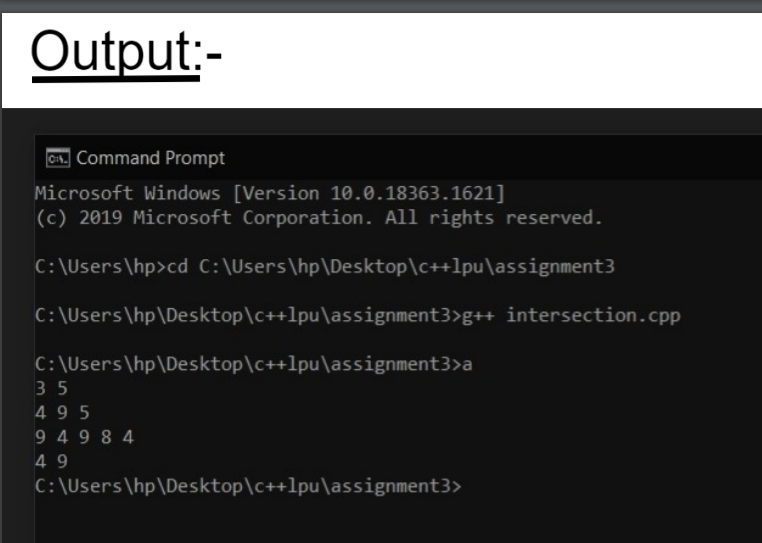 Output:-
Command Prompt
Microsoft Windows [Version 10.0.18363.1621]
(c) 2019 Microsoft Corporation. All rights reserved.
C:\Users\hp>cd C:\Users\hp\Desktop\c++lpu\assignment3
C:\Users\hp\Desktop\c++lpu\assignment3>g++ intersection.cpp
C:\Users\hp\Desktop\c++lpu\assignment3>a
3 5
4 9 5
9 4 9 8 4
4 9
C:\Users\hp\Desktop\c++lpu\assignment3>